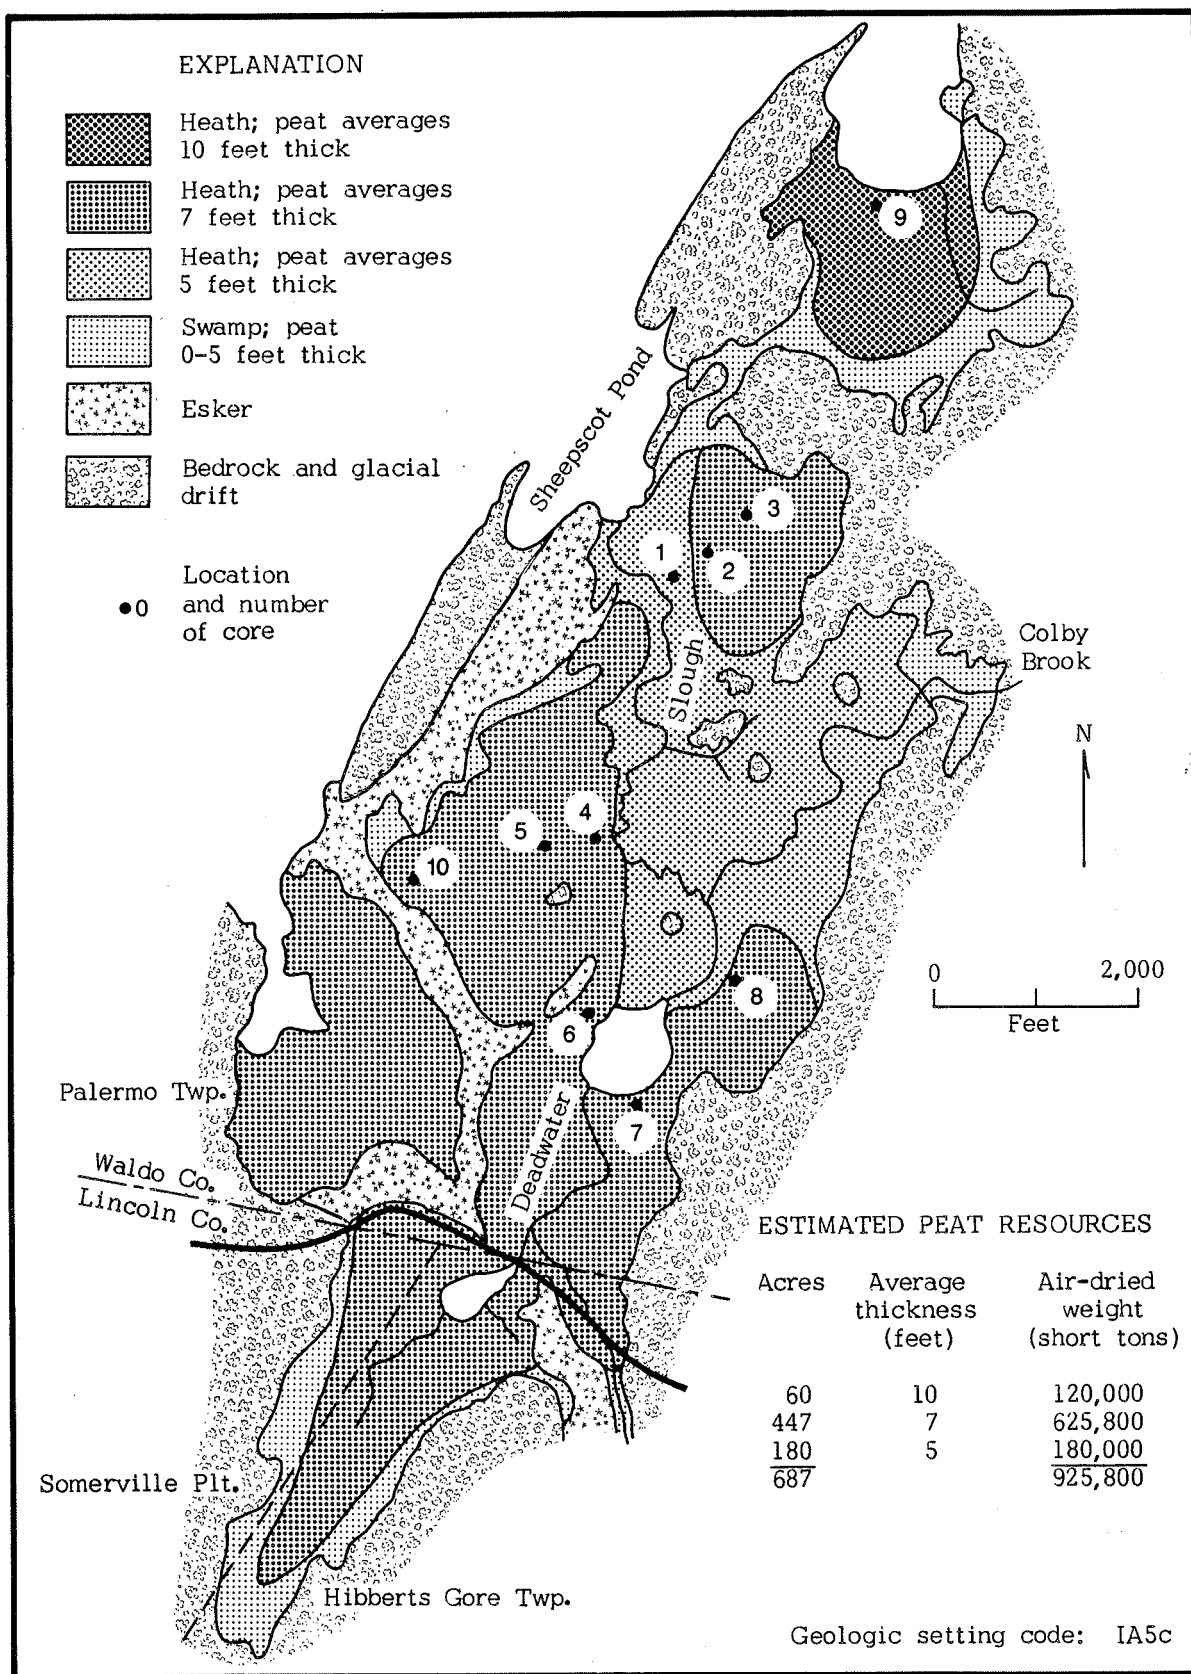 EXPLANATION
Heath; peat averages
10 feet thick
Heath; peat averages
7 feet thick
Heath; peat averages
5 feet thick
Swamp; peat
0-5 feet thick
Esker
Bedrock and glacial
drift
Location
and number
of core
0
9
Sheepscot Pond
3
1
2
Slough
Colby
Brook
N
4
5
10
0 2,000
Feet
8
6
7
Deadwater
Palermo Twp.
Waldo Co.
Lincoln Co.
ESTIMATED PEAT RESOURCES
Acres Average Air-dried
thickness weight
(feet) (short tons)
60 10 120,000
447 7 625,800
180 5 180,000
687 925,800
Somerville Plt.
Hibberts Gore Twp.
Geologic setting code: IA5c